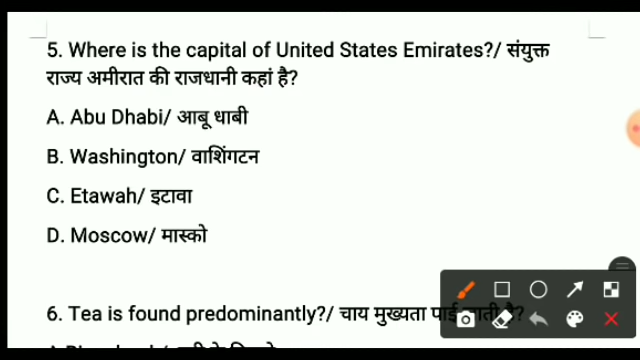 5. Where is the capital of United States Emirates?/ संयुक्त
राज्य अमीरात की राजधानी कहां है?
A. Abu Dhabi/ आबू धाबी
B. Washington/ वाशिंगटन
C. Etawah/ इटावा
D. Moscow/ मास्को
6. Tea is found predominantly?/ चाय मुख्यता पाई जाती है?